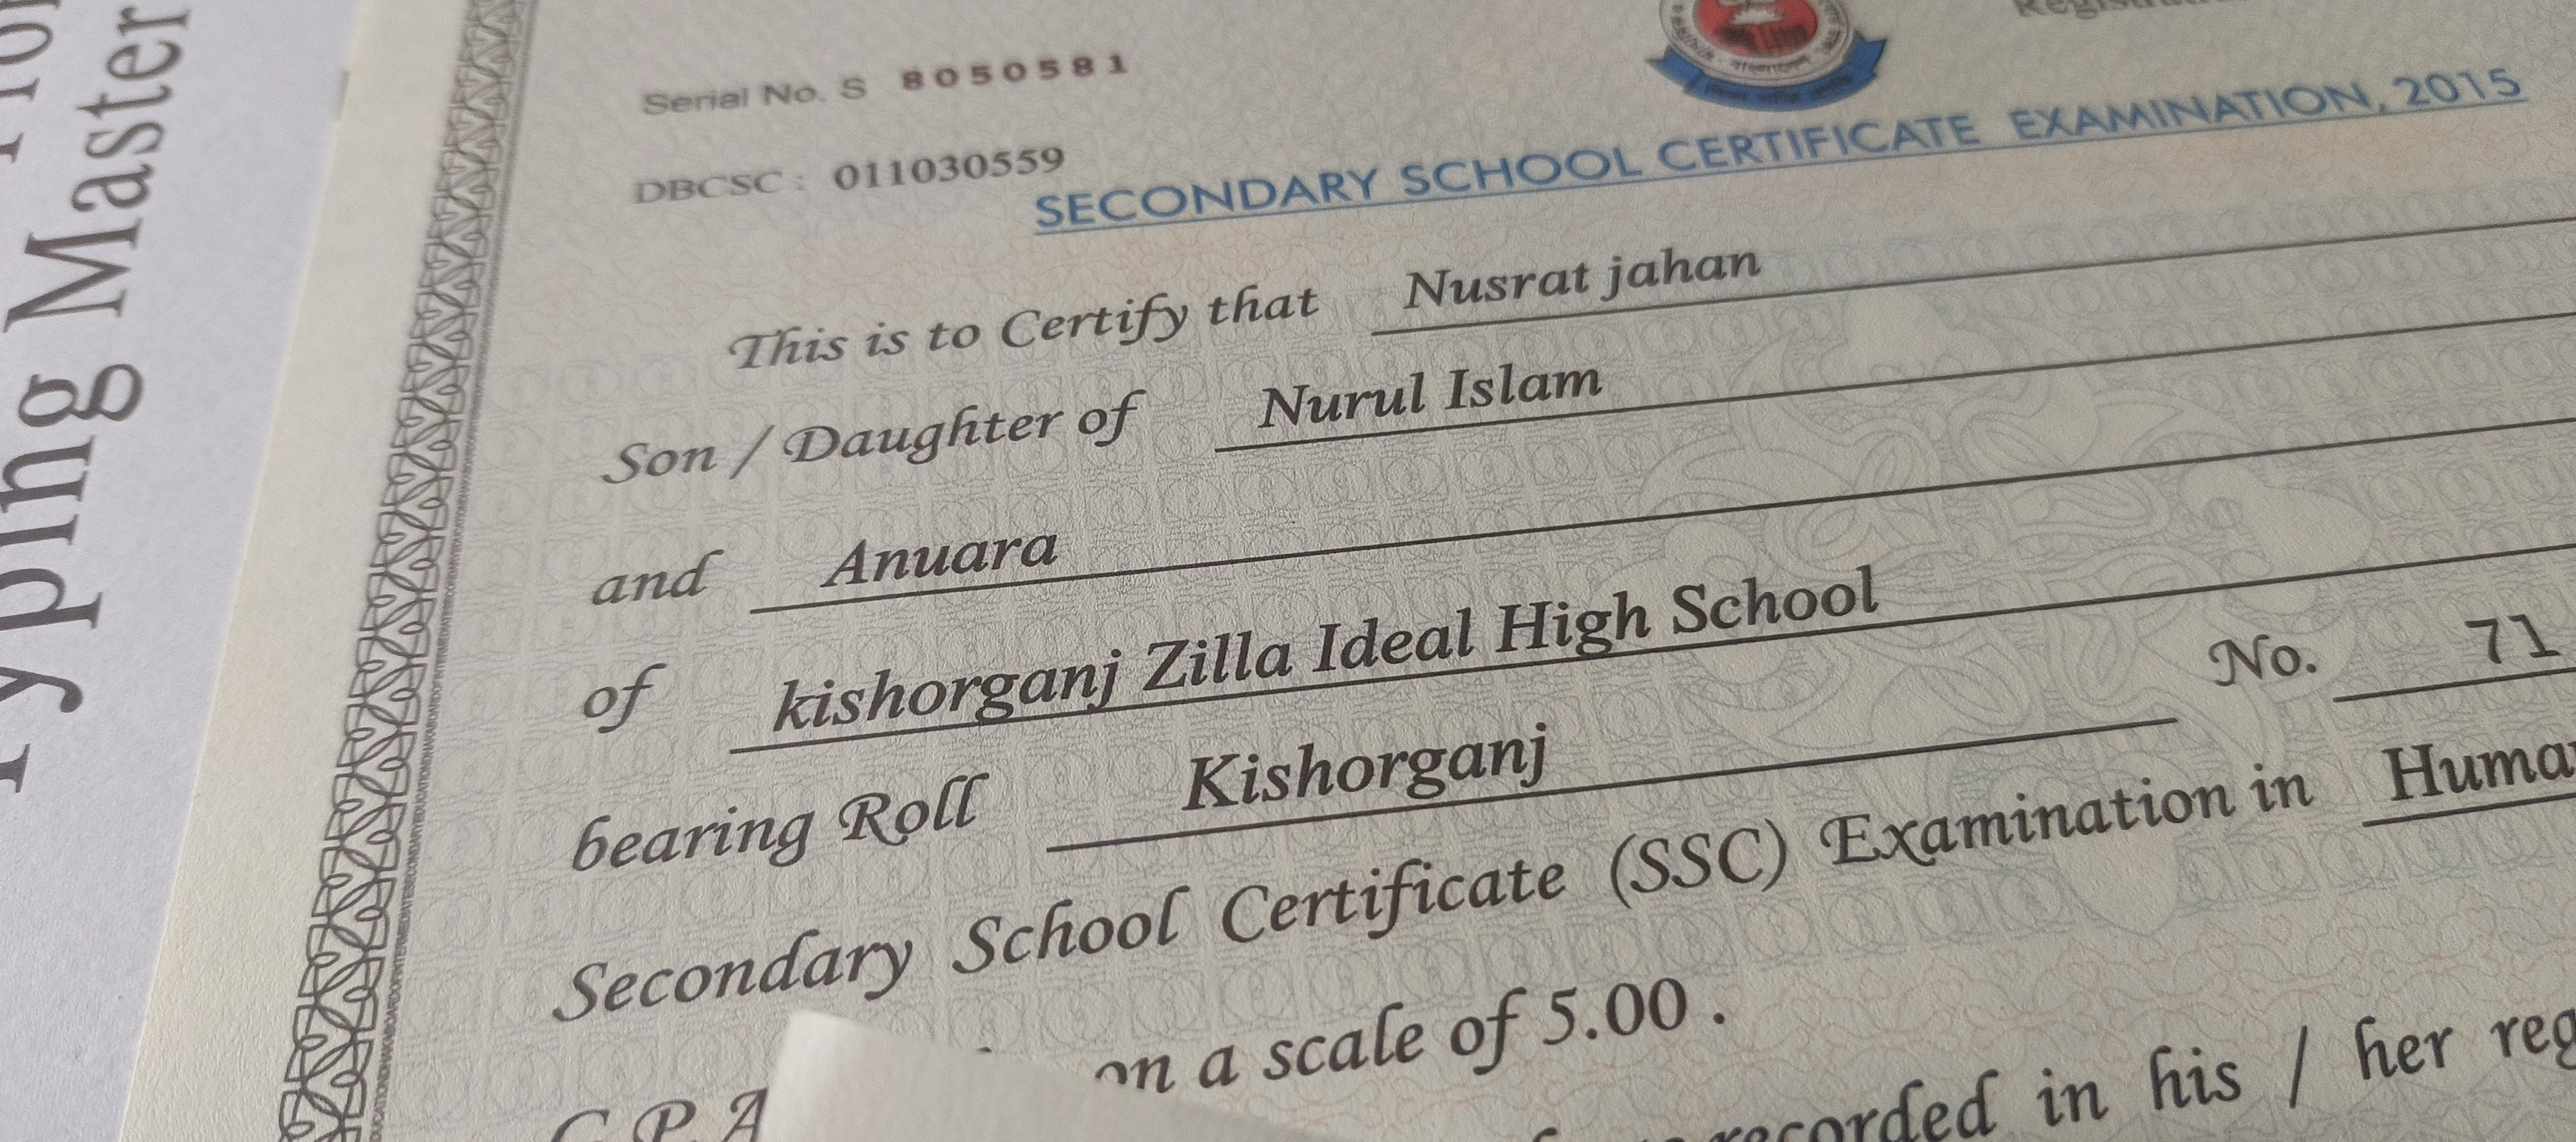 Typing Master
Serial No. S 8050581
DBCSC : 011030559
SECONDARY SCHOOL CERTIFICATE EXAMINATION, 2015
This is to Certify that Nusrat jahan
Son / Daughter of Nurul Islam
and Anuara
of kishorganj Zilla Ideal High School
bearing Roll Kishorganj No. 71
Secondary School Certificate (SSC) Examination in Huma
G.P.A on a scale of 5.00 .
recorded in his / her reg